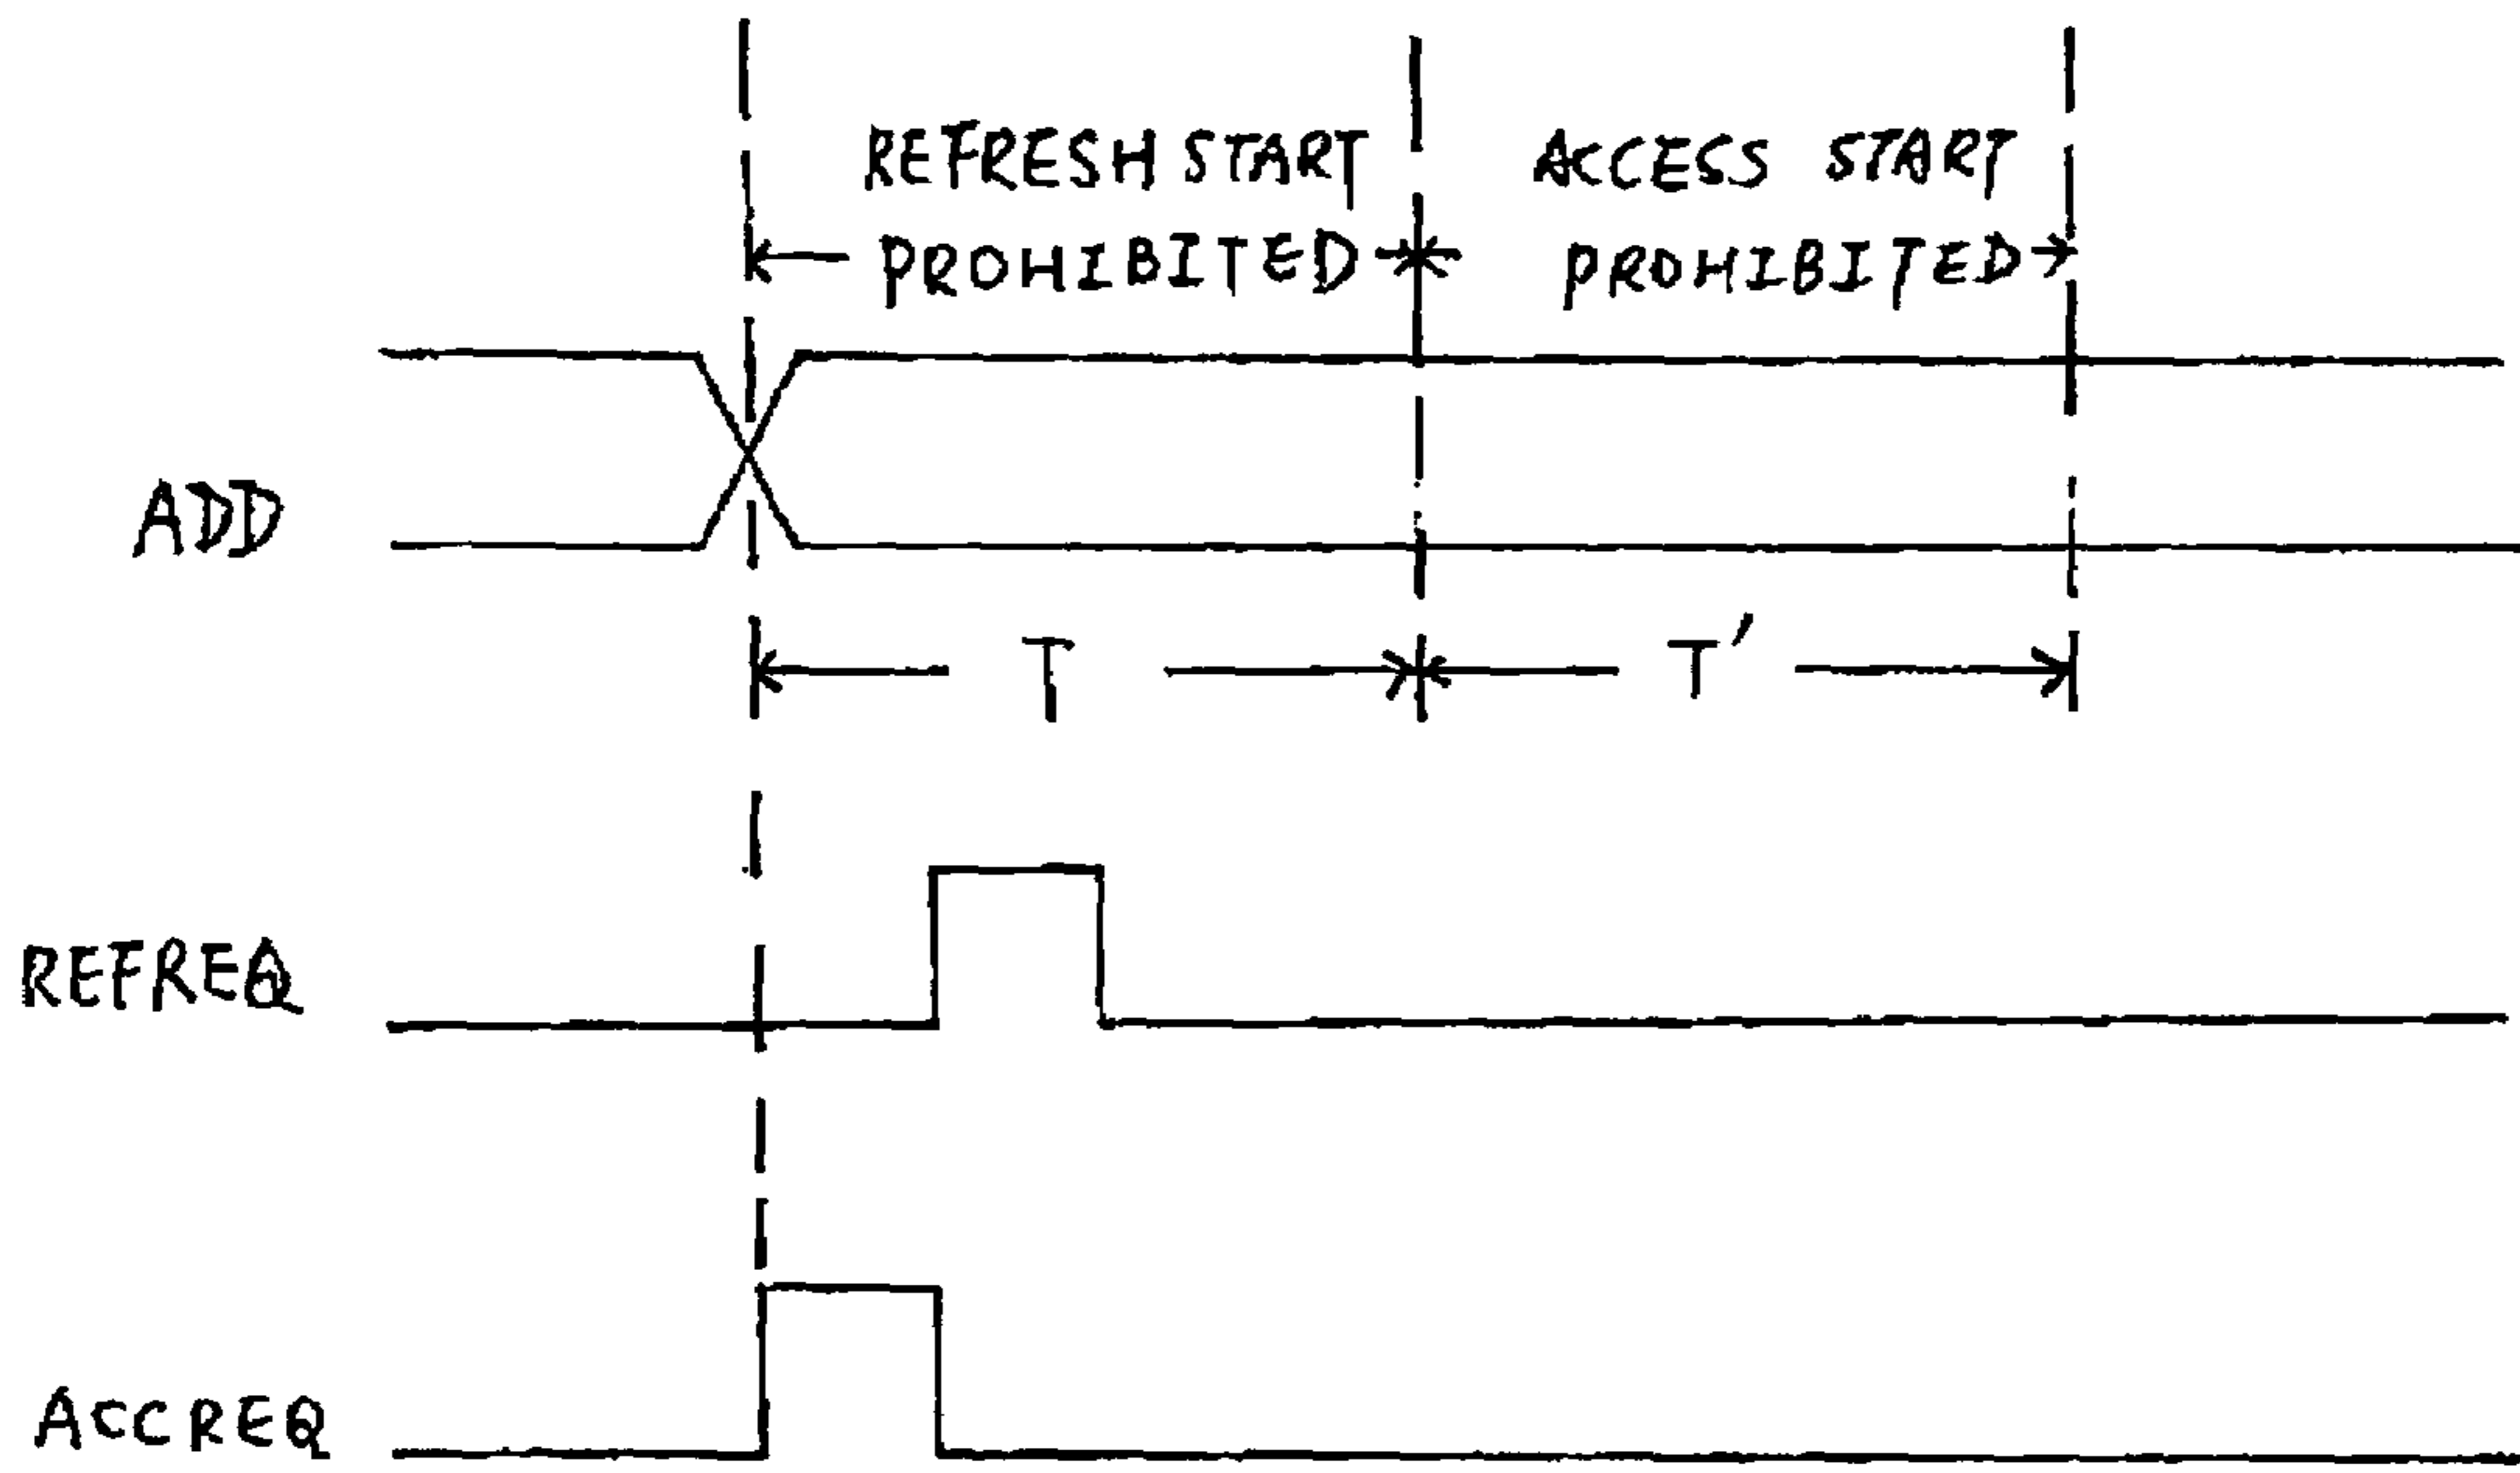 REFRESH START
PROHIBITED
ACCESS START
PROHIBITED
ADD
T
T'
REFREQ
ACCREQ